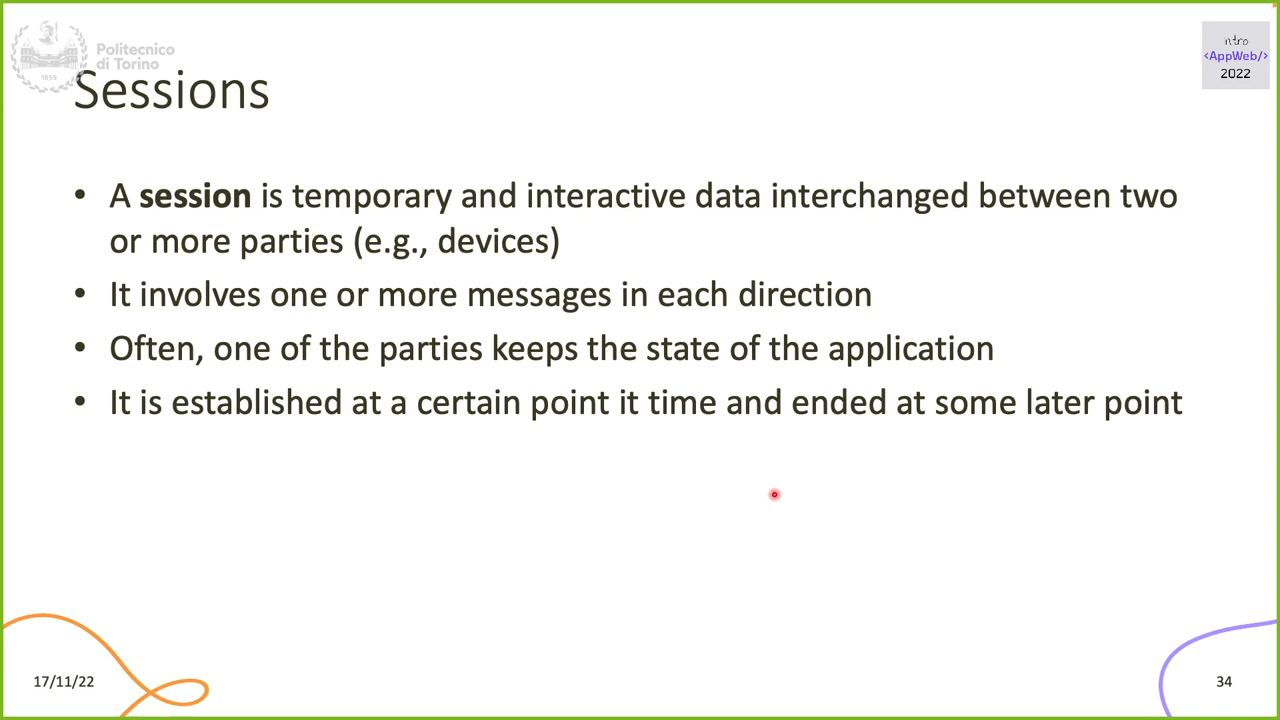 Politecnico
di Torino
1859
intro
<AppWeb/>
2022
Sessions
• A session is temporary and interactive data interchanged between two
or more parties (e.g., devices)
• It involves one or more messages in each direction
• Often, one of the parties keeps the state of the application
• It is established at a certain point it time and ended at some later point
17/11/22
34